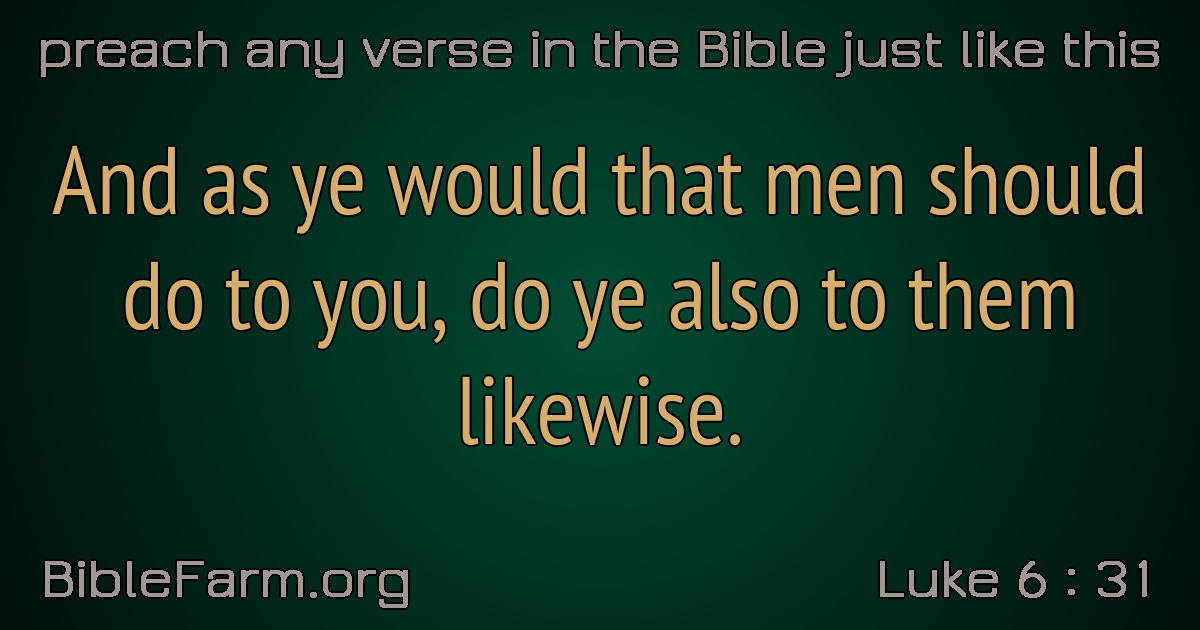 preach any verse in the Bible just like this
And as ye would that men should
do to you, do ye also to them
likewise.
BibleFarm.org
Luke 6 : 31